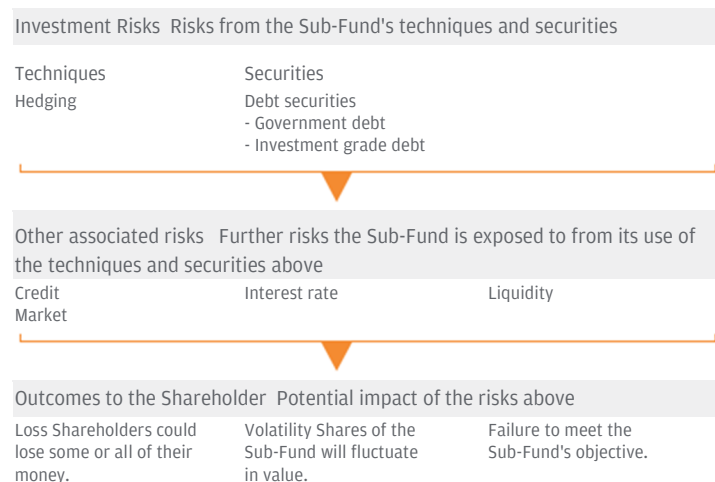 Investment Risks Risks from the Sub-Fund's techniques and securities
Techniques Securities
Hedging Debt securities
- Government debt
- Investment grade debt
Other associated risks Further risks the Sub-Fund is exposed to from its use of
the techniques and securities above
Credit Interest rate Liquidity
Market
Outcomes to the Shareholder Potential impact of the risks above
Loss Shareholders could
lose some or all of their
money.
Volatility Shares of the
Sub-Fund will fluctuate
in value.
Failure to meet the
Sub-Fund's objective.